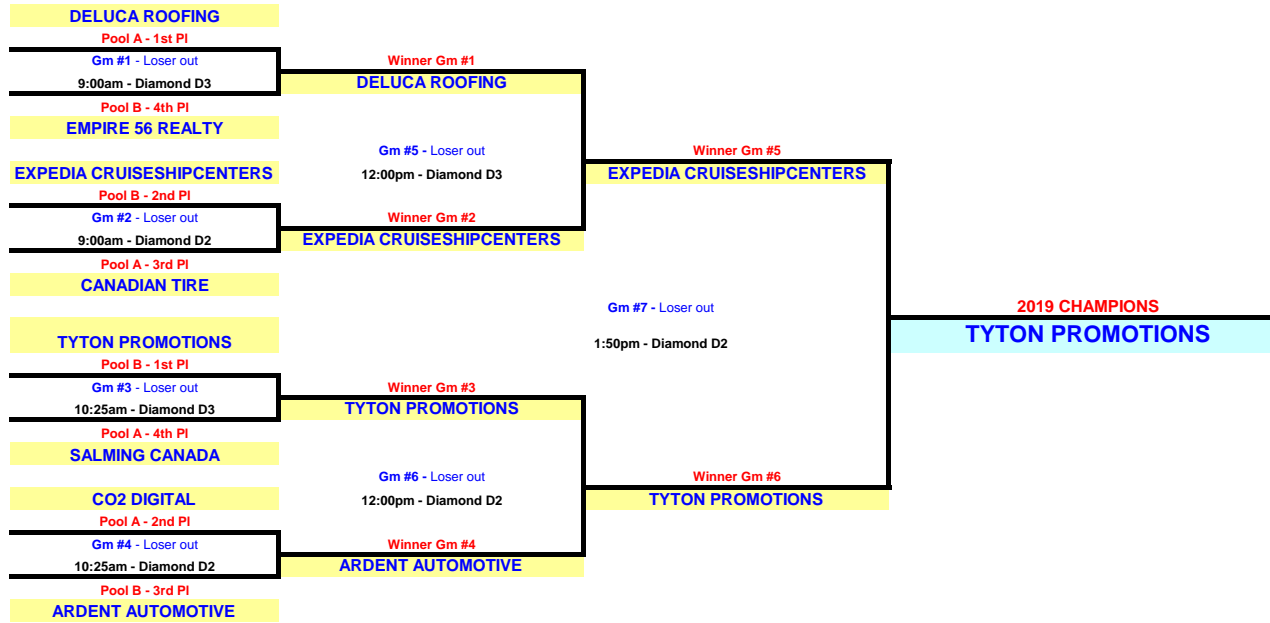 DELUCA ROOFING
Pool A - 1st Pl
Gm #1 - Loser out
9:00am - Diamond D3
Pool B - 4th Pl
EMPIRE 56 REALTY
EXPEDIA CRUISESHIPCENTERS
Pool B - 2nd Pl
Gm #2 - Loser out
9:00am - Diamond D2
Pool A - 3rd Pl
CANADIAN TIRE
TYTON PROMOTIONS
Pool B - 1st Pl
Gm #3 - Loser out
10:25am - Diamond D3
Pool A - 4th Pl
SALMING CANADA
CO2 DIGITAL
Pool A - 2nd Pl
Gm #4 - Loser out
10:25am - Diamond D2
Pool B - 3rd Pl
ARDENT AUTOMOTIVE
Winner Gm #1
DELUCA ROOFING
Gm #5 - Loser out
12:00pm - Diamond D3
Winner Gm #2
EXPEDIA CRUISESHIPCENTERS
Winner Gm #3
TYTON PROMOTIONS
Gm #6 - Loser out
12:00pm - Diamond D2
Winner Gm #4
ARDENT AUTOMOTIVE
Winner Gm #5
EXPEDIA CRUISESHIPCENTERS
Gm #7 - Loser out
1:50pm - Diamond D2
Winner Gm #6
TYTON PROMOTIONS
2019 CHAMPIONS
TYTON PROMOTIONS